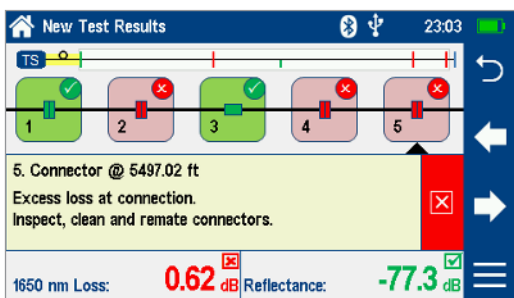 New Test Results
23:03
TS
1 2 3 4 5
5. Connector @ 5497.02 ft
Excess loss at connection.
Inspect, clean and remate connectors.
1650 nm Loss: 0.62 dB Reflectance: -77.3 dB